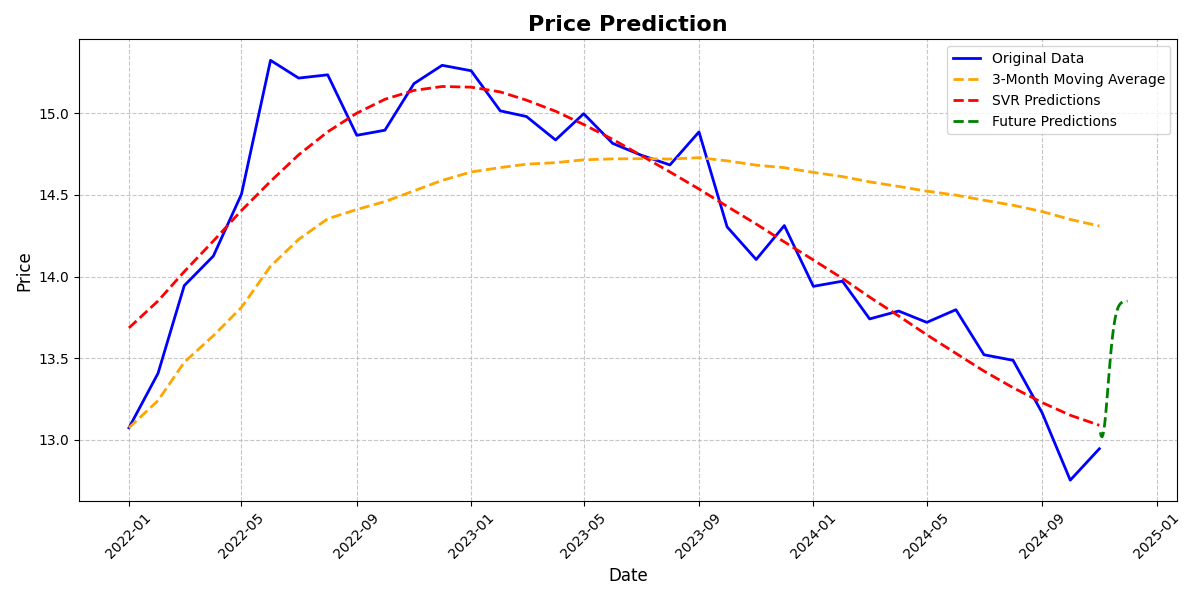 Price Prediction
Original Data
3-Month Moving Average
SVR Predictions
Future Predictions
Price
15.0
14.5
14.0
13.5
13.0
2022-01
2022-05
2022-09
2023-01
2023-05
2023-09
2024-01
2024-05
2024-09
2025-01
Date